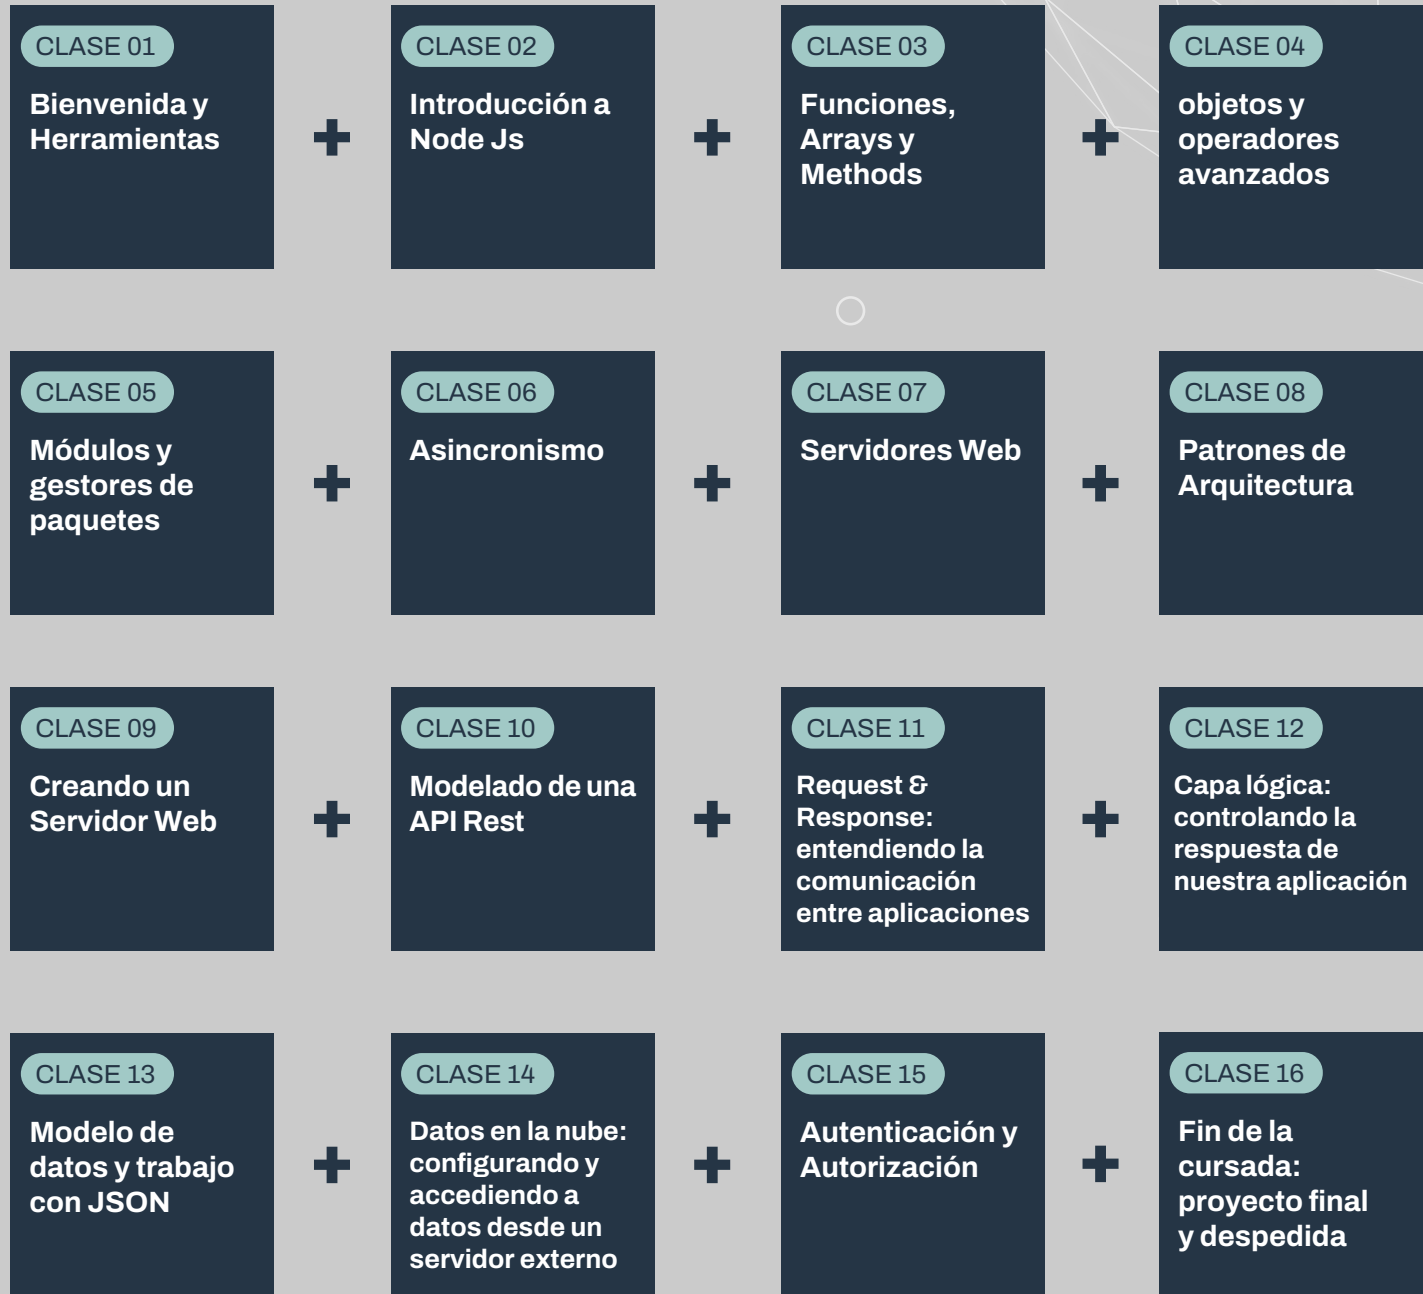 CLASE 01
Bienvenida y
Herramientas
CLASE 02
Introducción a
Node Js
CLASE 03
Funciones,
Arrays y
Methods
CLASE 04
objetos y
operadores
avanzados
CLASE 05
Módulos y
gestores de
paquetes
CLASE 06
Asincronismo
CLASE 07
Servidores Web
CLASE 08
Patrones de
Arquitectura
CLASE 09
Creando un
Servidor Web
CLASE 10
Modelado de una
API Rest
CLASE 11
Request &
Response:
entendiendo la
comunicación
entre aplicaciones
CLASE 12
Capa lógica:
controlando la
respuesta de
nuestra aplicación
CLASE 13
Modelo de
datos y trabajo
con JSON
CLASE 14
Datos en la nube:
configurando y
accediendo a
datos desde un
servidor externo
CLASE 15
Autenticación y
Autorización
CLASE 16
Fin de la
cursada:
proyecto final
y despedida